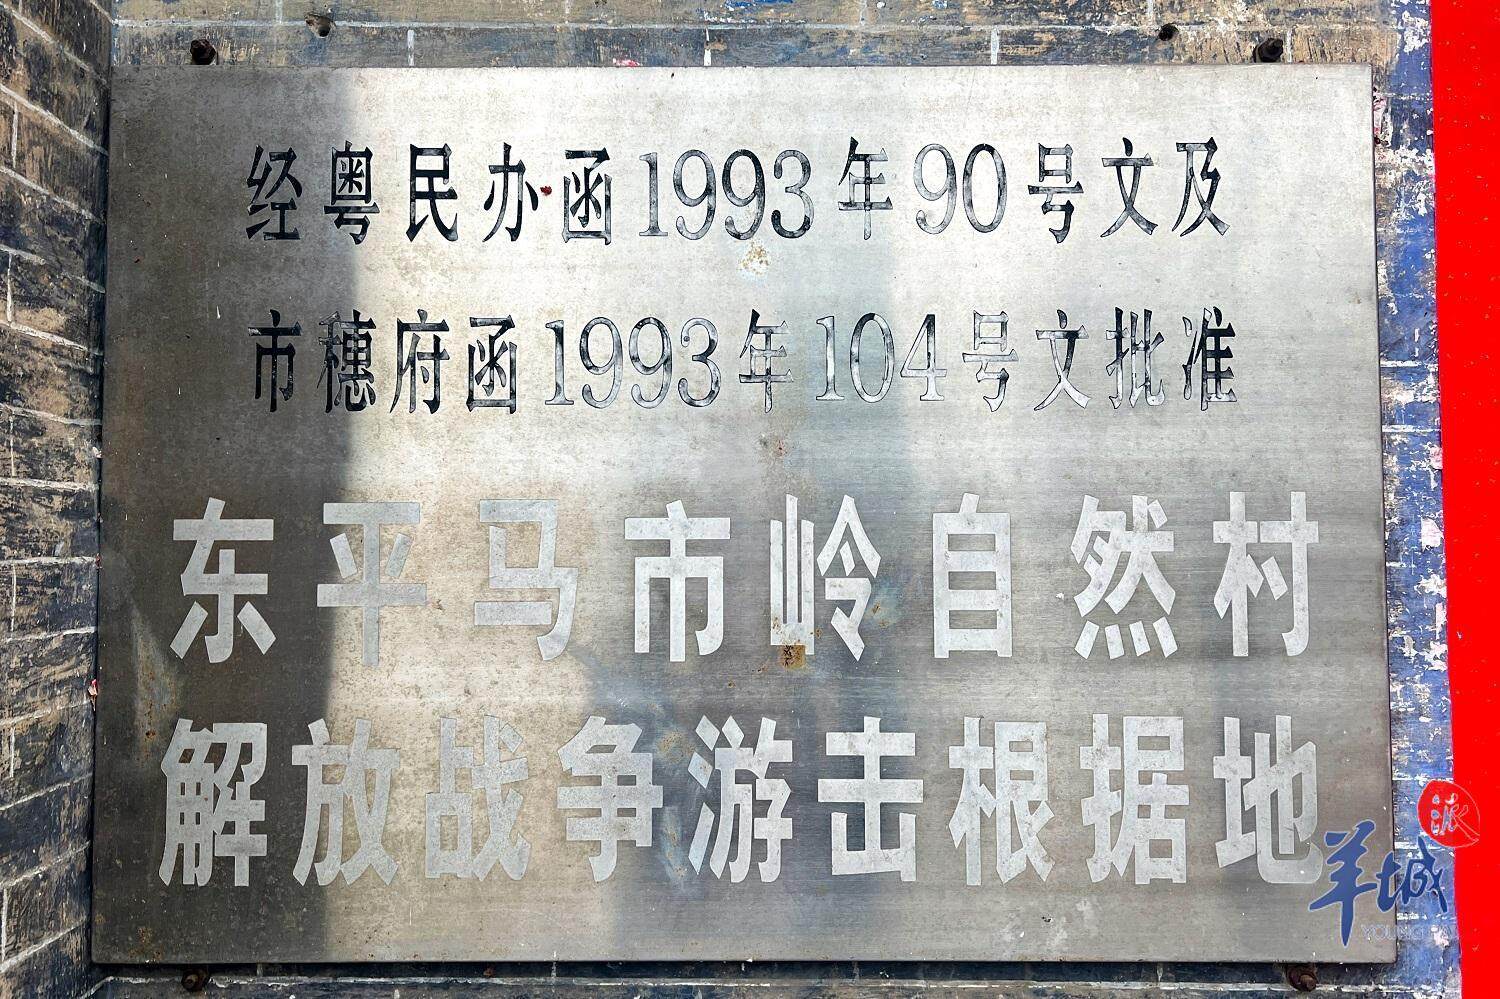 经粤民办函1993年90号文及
市穗府函1993年104号文批准
东平马市岭自然村
解放战争游击根据地
羊城派